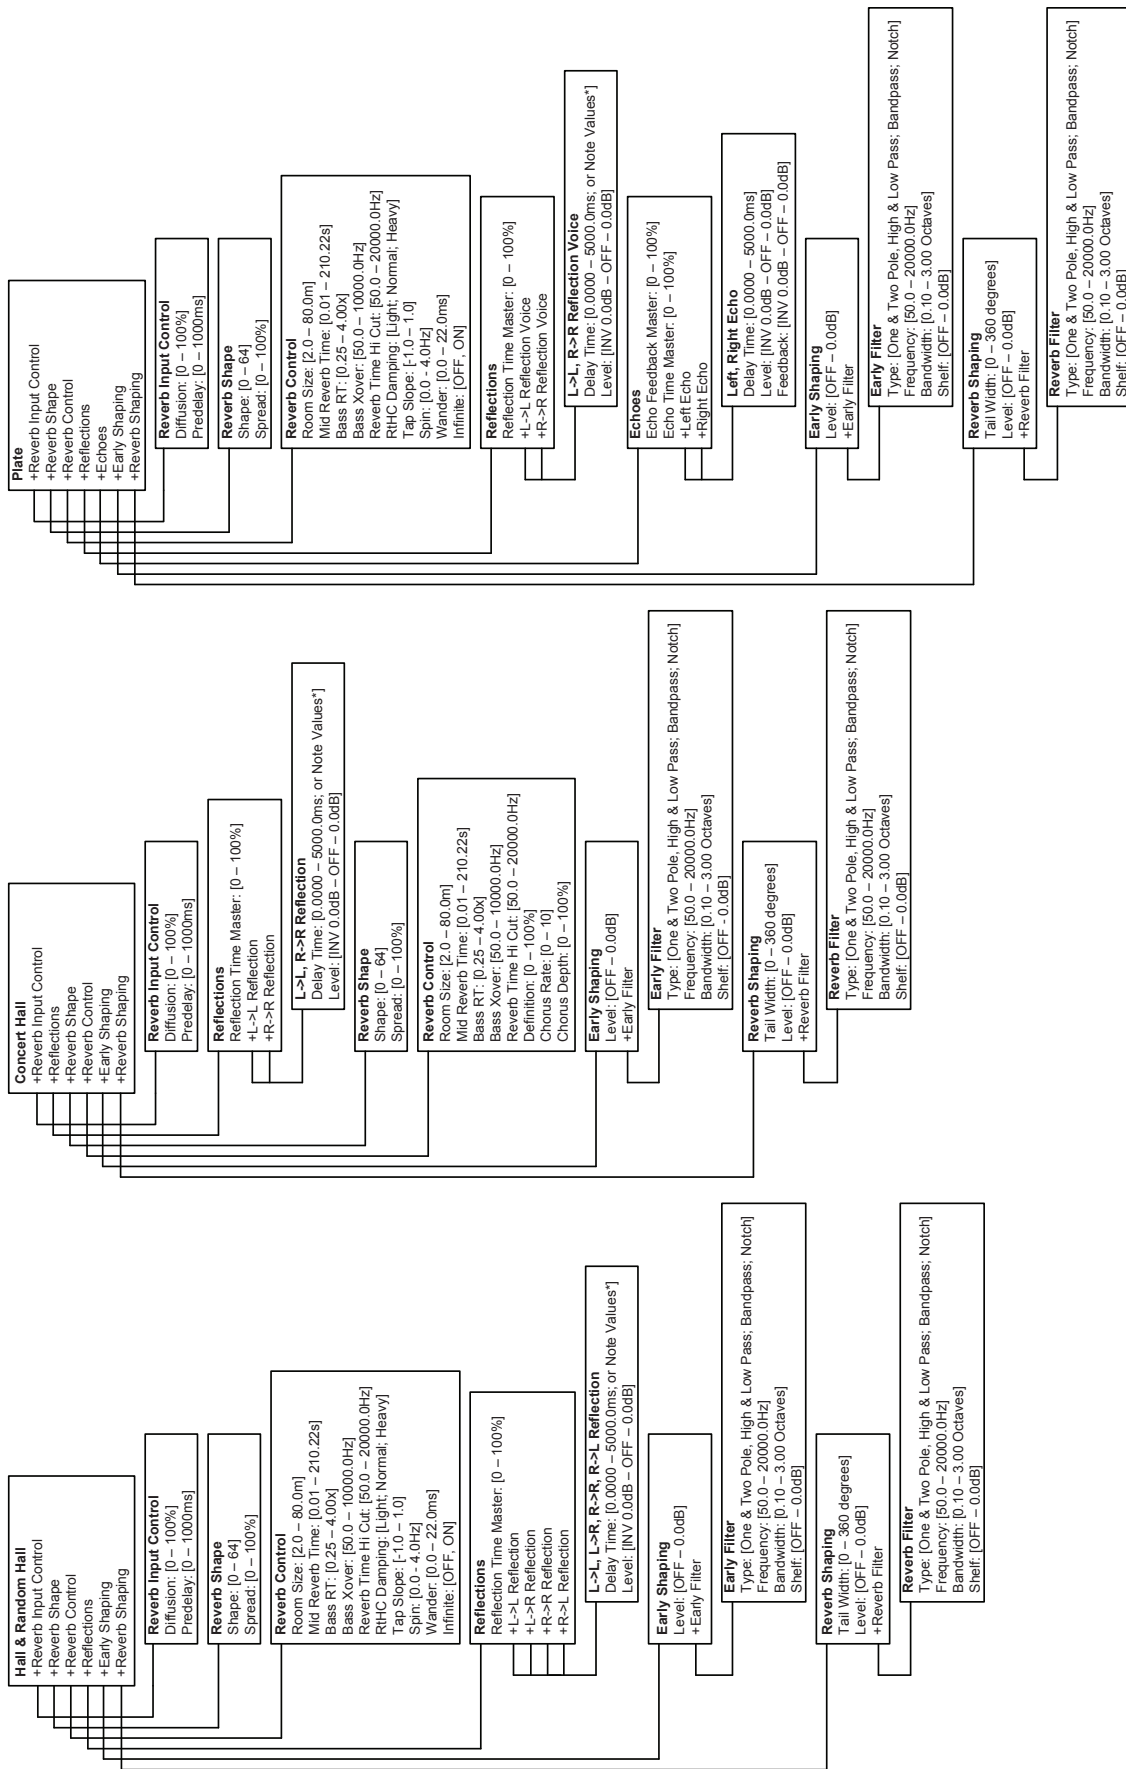 Hall & Random Hall
+Reverb Input Control
+Reverb Shape
+Reverb Control
+Reflections
+Early Shaping
+Reverb Shaping
Reverb Input Control
Diffusion: [0 – 100%]
Predelay: [0 – 1000ms]
Reverb Shape
Shape: [0 – 64]
Spread: [0 – 100%]
Reverb Control
Room Size: [2.0 – 80.0m]
Mid Reverb Time: [0.01 – 210.22s]
Bass RT: [0.25 – 4.00x]
Bass Xover: [50.0 – 10000.0Hz]
Reverb Time Hi Cut: [50.0 – 20000.0Hz]
RtHC Damping: [Light; Normal; Heavy]
Tap Slope: [-1.0 – 1.0]
Spin: [0.0 - 4.0Hz]
Wander: [0.0 – 22.0ms]
Infinite: [OFF, ON]
Reflections
Reflection Time Master: [0 – 100%]
+L->L Reflection
+L->R Reflection
+R->R Reflection
+R->L Reflection
L->L, L->R, R->R, R->L Reflection
Delay Time: [0.0000 – 5000.0ms; or Note Values*]
Level: [INV 0.0dB – OFF – 0.0dB]
Early Shaping
Level: [OFF – 0.0dB]
+Early Filter
Early Filter
Type: [One & Two Pole, High & Low Pass; Bandpass; Notch]
Frequency: [50.0 – 20000.0Hz]
Bandwidth: [0.10 – 3.00 Octaves]
Shelf: [OFF – 0.0dB]
Reverb Shaping
Tail Width: [0 – 360 degrees]
Level: [OFF – 0.0dB]
+Reverb Filter
Reverb Filter
Type: [One & Two Pole, High & Low Pass; Bandpass; Notch]
Frequency: [50.0 – 20000.0Hz]
Bandwidth: [0.10 – 3.00 Octaves]
Shelf: [OFF – 0.0dB]
Concert Hall
+Reverb Input Control
+Reflections
+Reverb Shape
+Reverb Control
+Early Shaping
+Reverb Shaping
Reverb Input Control
Diffusion: [0 – 100%]
Predelay: [0 – 1000ms]
Reflections
Reflection Time Master: [0 – 100%]
+L->L Reflection
+R->R Reflection
L->L, R->R Reflection
Delay Time: [0.0000 – 5000.0ms; or Note Values*]
Level: [INV 0.0dB – OFF – 0.0dB]
Reverb Shape
Shape: [0 – 64]
Spread: [0 – 100%]
Reverb Control
Room Size: [2.0 – 80.0m]
Mid Reverb Time: [0.01 – 210.22s]
Bass RT: [0.25 – 4.00x]
Bass Xover: [50.0 – 10000.0Hz]
Reverb Time Hi Cut: [50.0 – 20000.0Hz]
Definition: [0 – 100%]
Chorus Rate: [0 – 10]
Chorus Depth: [0 – 100%]
Early Shaping
Level: [OFF – 0.0dB]
+Early Filter
Early Filter
Type: [One & Two Pole, High & Low Pass; Bandpass; Notch]
Frequency: [50.0 – 20000.0Hz]
Bandwidth: [0.10 – 3.00 Octaves]
Shelf: [OFF - 0.0dB]
Reverb Shaping
Tail Width: [0 – 360 degrees]
Level: [OFF – 0.0dB]
+Reverb Filter
Reverb Filter
Type: [One & Two Pole, High & Low Pass; Bandpass; Notch]
Frequency: [50.0 – 20000.0Hz]
Bandwidth: [0.10 – 3.00 Octaves]
Shelf: [OFF – 0.0dB]
Plate
+Reverb Input Control
+Reverb Shape
+Reverb Control
+Reflections
+Echoes
+Early Shaping
+Reverb Shaping
Reverb Input Control
Diffusion: [0 – 100%]
Predelay: [0 – 1000ms]
Reverb Shape
Shape: [0 – 64]
Spread: [0 – 100%]
Reverb Control
Room Size: [2.0 – 80.0m]
Mid Reverb Time: [0.01 – 210.22s]
Bass RT: [0.25 – 4.00x]
Bass Xover: [50.0 – 10000.0Hz]
Reverb Time Hi Cut: [50.0 – 20000.0Hz]
RtHC Damping: [Light; Normal; Heavy]
Tap Slope: [-1.0 – 1.0]
Spin: [0.0 - 4.0Hz]
Wander: [0.0 – 22.0ms]
Infinite: [OFF, ON]
Reflections
Reflection Time Master: [0 – 100%]
+L->L Reflection Voice
+R->R Reflection Voice
L->L, R->R Reflection Voice
Delay Time: [0.0000 – 5000.0ms; or Note Values*]
Level: [INV 0.0dB – OFF – 0.0dB]
Echoes
Echo Feedback Master: [0 – 100%]
Echo Time Master: [0 – 100%]
+Left Echo
+Right Echo
Left, Right Echo
Delay Time: [0.0000 – 5000.0ms]
Level: [INV 0.0dB – OFF – 0.0dB]
Feedback: [INV 0.0dB – OFF – 0.0dB]
Early Shaping
Level: [OFF – 0.0dB]
+Early Filter
Early Filter
Type: [One & Two Pole, High & Low Pass; Bandpass; Notch]
Frequency: [50.0 – 20000.0Hz]
Bandwidth: [0.10 – 3.00 Octaves]
Shelf: [OFF – 0.0dB]
Reverb Shaping
Tail Width: [0 – 360 degrees]
Level: [OFF – 0.0dB]
+Reverb Filter
Reverb Filter
Type: [One & Two Pole, High & Low Pass; Bandpass; Notch]
Frequency: [50.0 – 20000.0Hz]
Bandwidth: [0.10 – 3.00 Octaves]
Shelf: [OFF – 0.0dB]